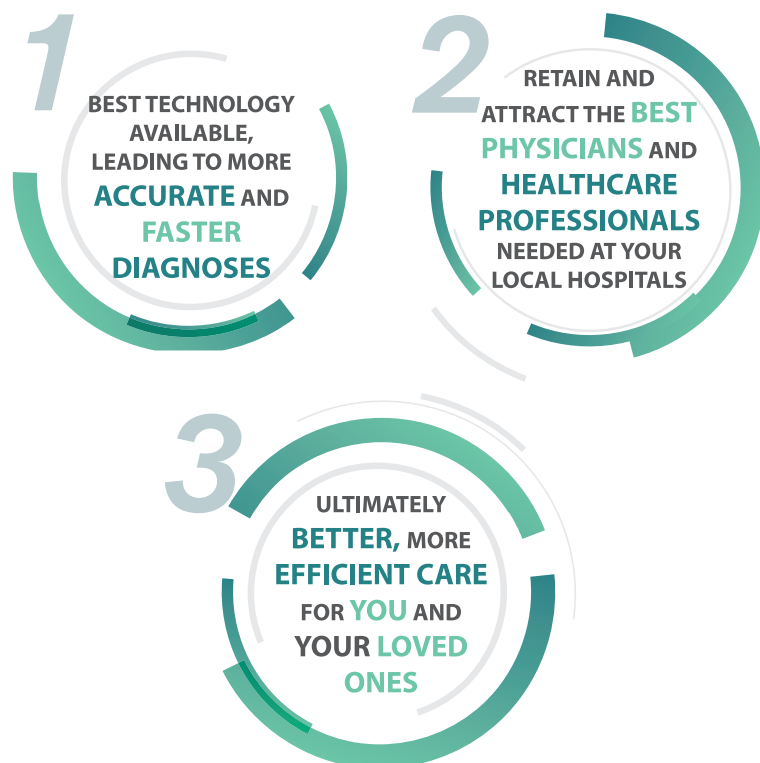 1
BEST TECHNOLOGY
AVAILABLE,
LEADING TO MORE
ACCURATE AND
FASTER
DIAGNOSES
2
RETAIN AND
ATTRACT THE BEST
PHYSICIANS AND
HEALTHCARE
PROFESSIONALS
NEEDED AT YOUR
LOCAL HOSPITALS
3
ULTIMATELY
BETTER, MORE
EFFICIENT CARE
FOR YOU AND
YOUR LOVED
ONES